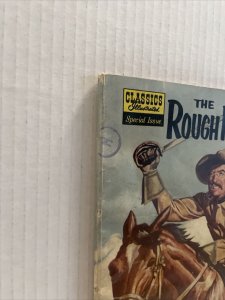 CLASSICS
Illustrated
Special Issue
THE
ROUGH